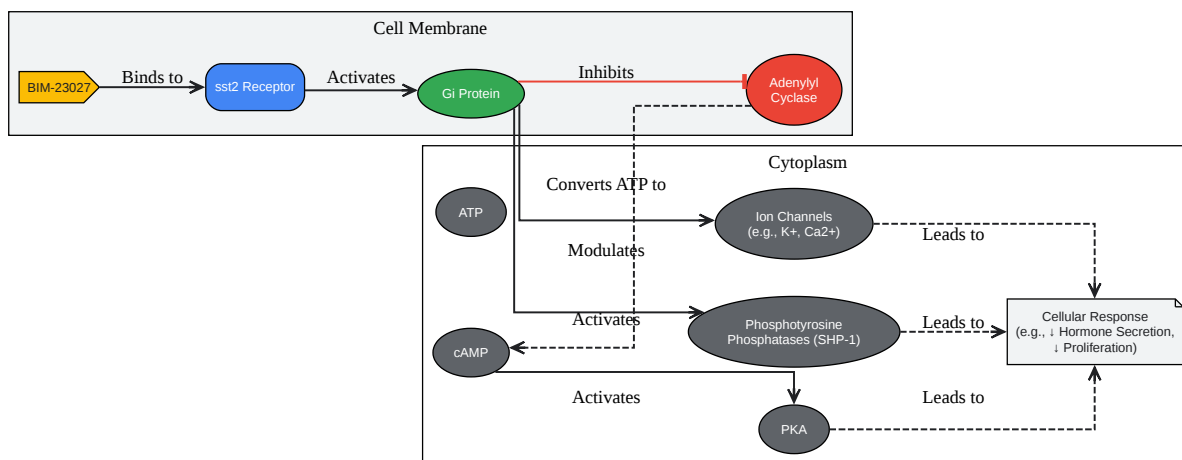 Cell Membrane
BIM-23027
Binds to
sst2 Receptor
Activates
Gi Protein
Inhibits
Adenylyl
Cyclase
Cytoplasm
Converts ATP to
ATP
Ion Channels
(e.g., K+, Ca2+)
Leads to
Modulates
Activates
Phosphotyrosine
Phosphatases (SHP-1)
Leads to
Cellular Response
(e.g., ↓ Hormone Secretion,
↓ Proliferation)
cAMP
Activates
PKA
Leads to